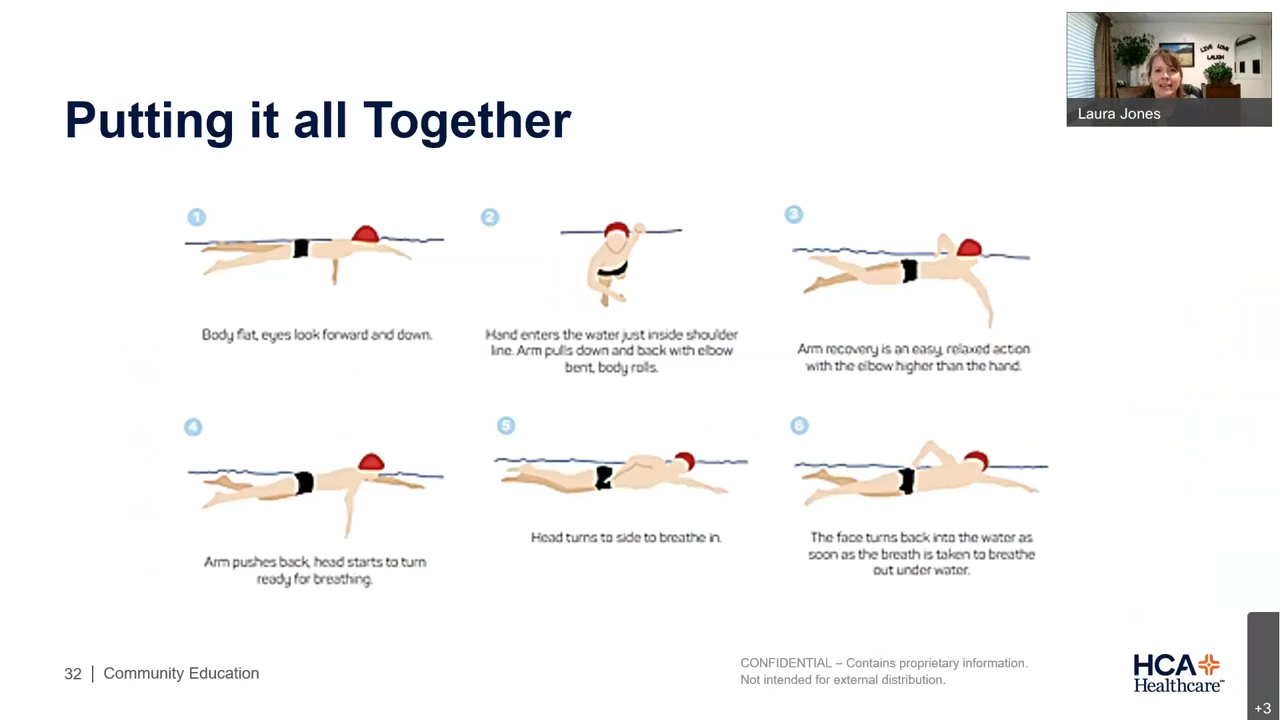 LIVE LOVE
LAUGH
Laura Jones
Putting it all Together
1
Body flat, eyes look forward and down.
2
Hand enters the water just inside shoulder
line. Arm pulls down and back with elbow
bent, body rolls.
3
Arm recovery is an easy, relaxed action
with the elbow higher than the hand.
4
Arm pushes back, head starts to turn
ready for breathing.
5
Head turns to side to breathe in.
6
The face turns back into the water as
soon as the breath is taken to breathe
out under water.
32 | Community Education
CONFIDENTIAL – Contains proprietary information.
Not intended for external distribution.
HCA
Healthcare™
+3